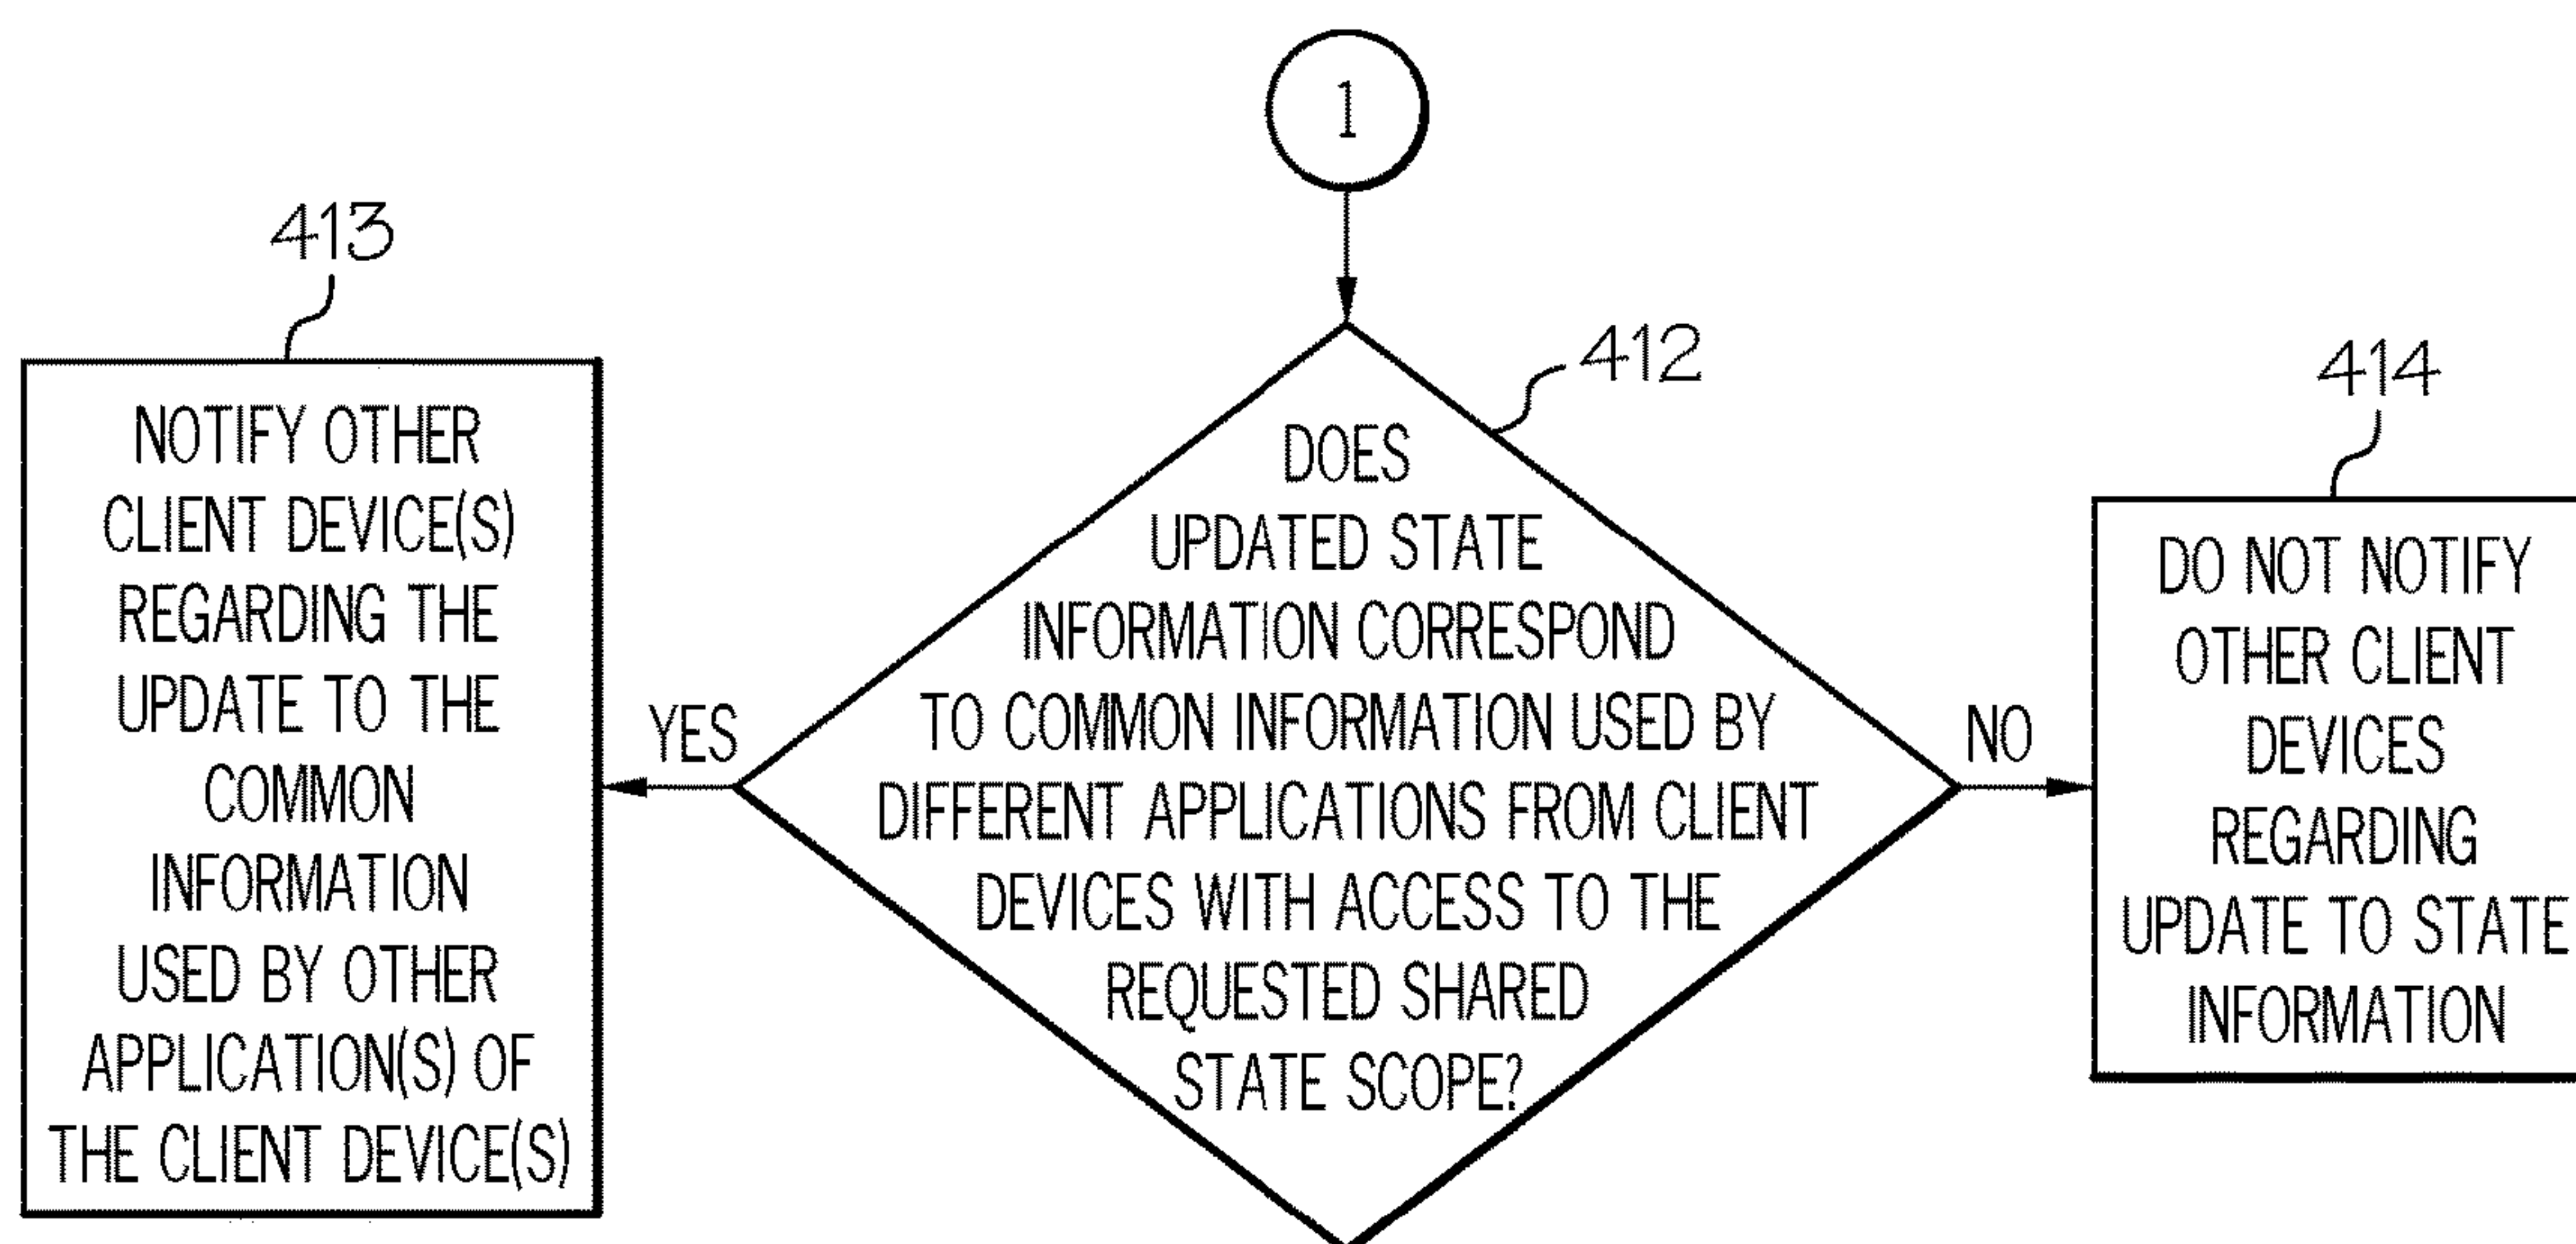 1
413
NOTIFY OTHER
CLIENT DEVICE(S)
REGARDING THE
UPDATE TO THE
COMMON
INFORMATION
USED BY OTHER
APPLICATION(S) OF
THE CLIENT DEVICE(S)
YES
412
DOES
UPDATED STATE
INFORMATION CORRESPOND
TO COMMON INFORMATION USED BY
DIFFERENT APPLICATIONS FROM CLIENT
DEVICES WITH ACCESS TO THE
REQUESTED SHARED
STATE SCOPE?
NO
414
DO NOT NOTIFY
OTHER CLIENT
DEVICES
REGARDING
UPDATE TO STATE
INFORMATION